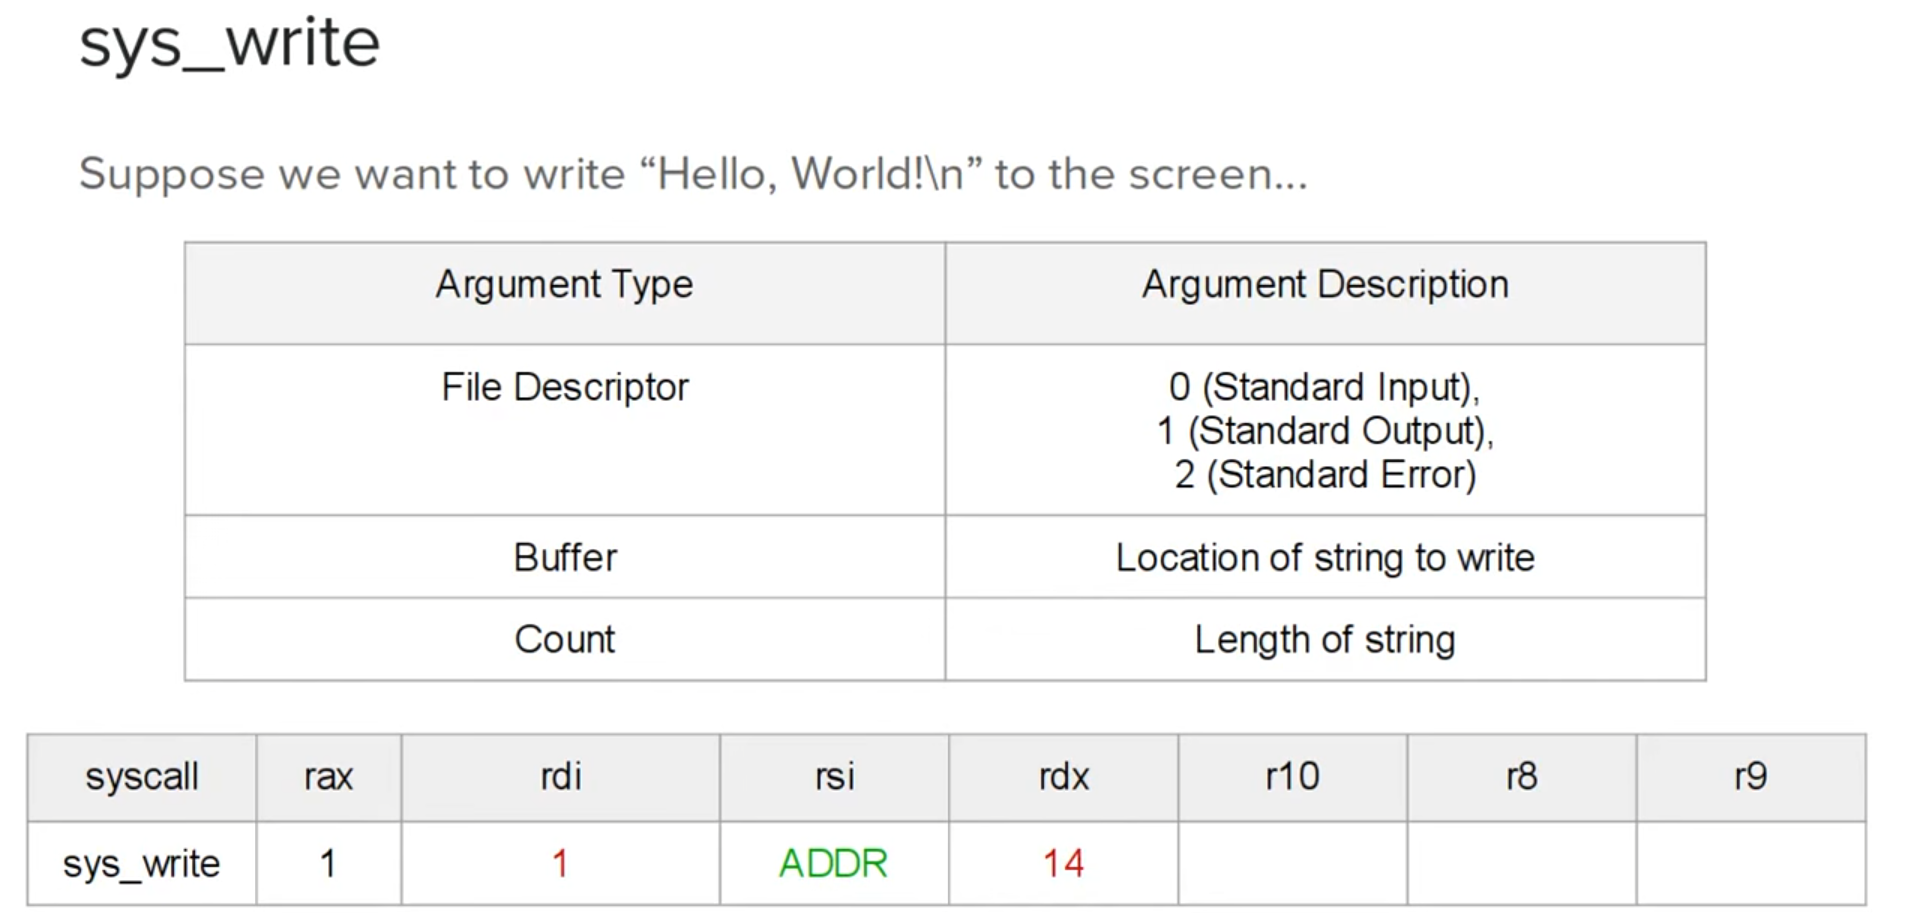 sys_write
Suppose we want to write “Hello, World!\n” to the screen...
Argument Type Argument Description
File Descriptor 0 (Standard Input),
1 (Standard Output),
2 (Standard Error)
Buffer Location of string to write
Count Length of string
syscall rax rdi rsi rdx r10 r8 r9
sys_write 1 1 ADDR 14